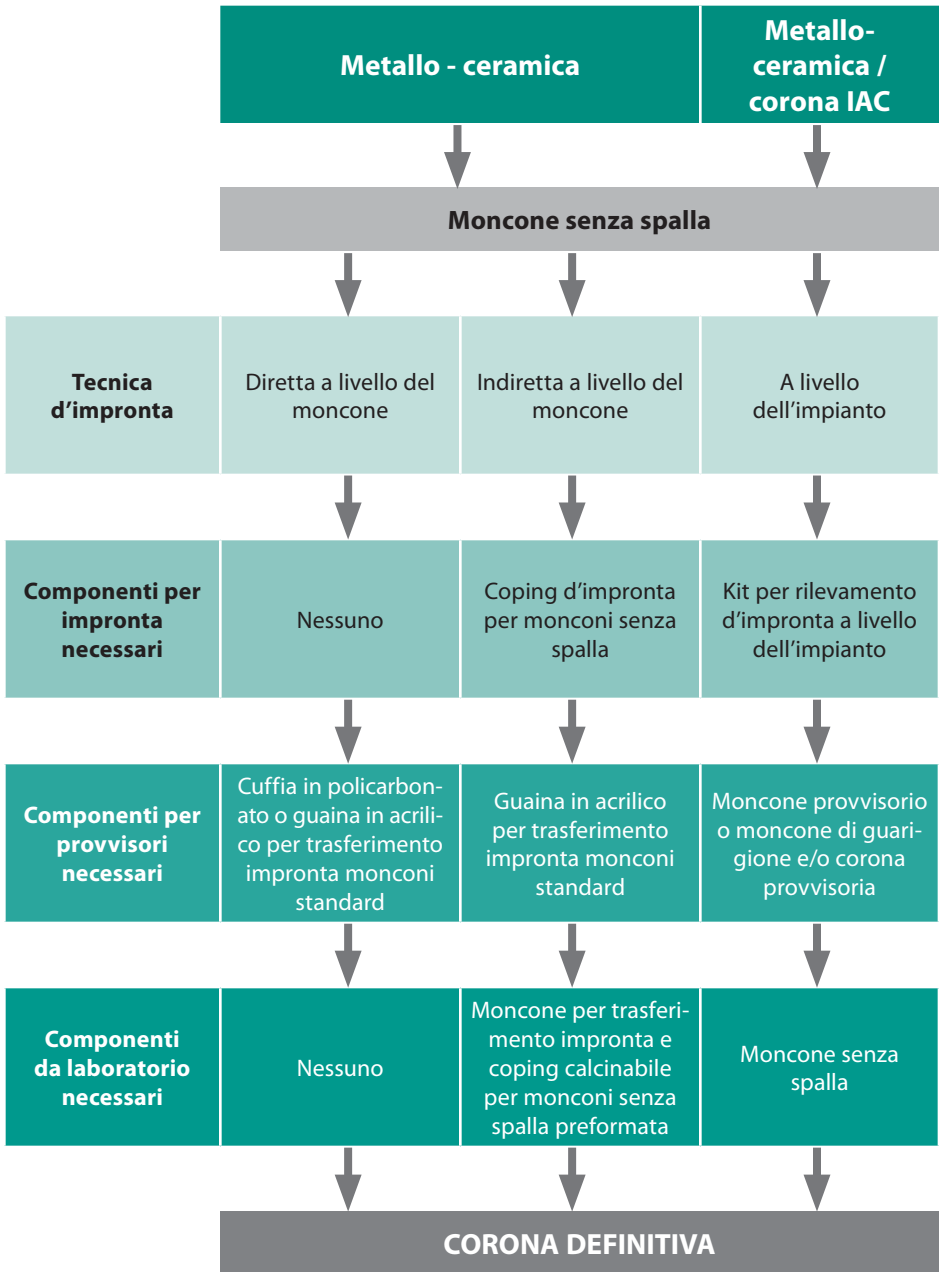 Metallo - ceramica
Metallo-
ceramica /
corona IAC
Moncone senza spalla
Tecnica
d'impronta
Diretta a livello del
moncone
Indiretta a livello del
moncone
A livello
dell'impianto
Componenti per
impronta
necessari
Nessuno
Coping d'impronta
per monconi senza
spalla
Kit per rilevamento
d'impronta a livello
dell'impianto
Componenti per
provvisori
necessari
Cuffia in policarbon-
ato o guaina in acrili-
co per trasferimento
impronta monconi
standard
Guaina in acrilico
per trasferimento
impronta monconi
standard
Moncone provvisorio
o moncone di guari-
gione e/o corona
provvisoria
Componenti
da laboratorio
necessari
Nessuno
Moncone per trasferi-
mento impronta e
coping calcinabile
per monconi senza
spalla preformata
Moncone senza
spalla
CORONA DEFINITIVA